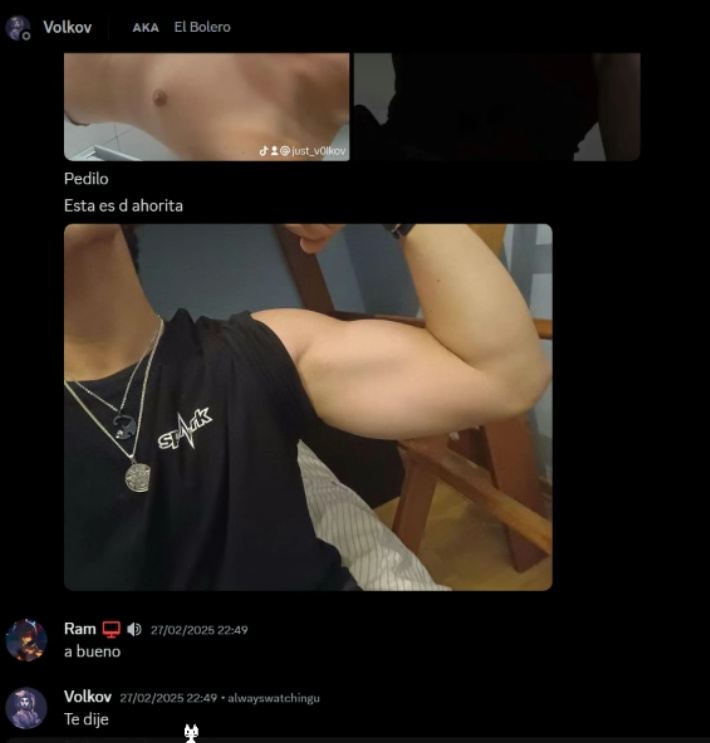 Volkov AKA El Bolero
@just_v0lkov
Pedilo
Esta es d ahorita
spark
Ram 27/02/2025 22:49
a bueno
Volkov 27/02/2025 22:49 • alwayswatchingu
Te dije